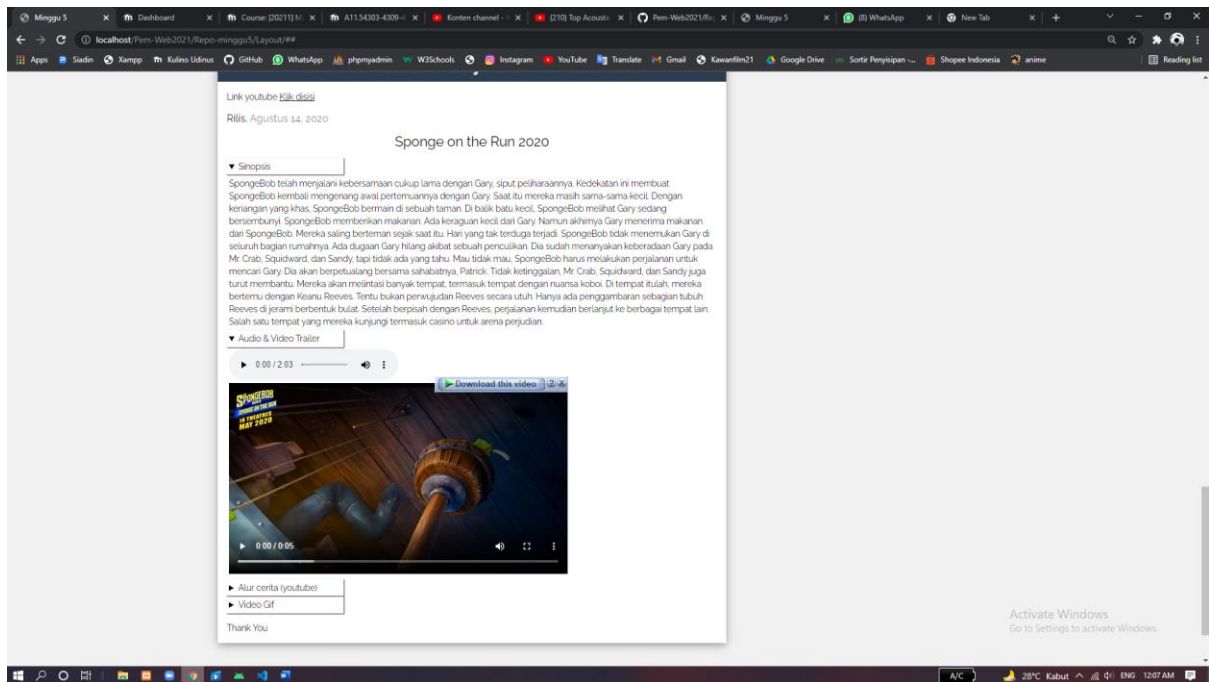 Minggu 5
Dashboard
Course: [20211] M
A11.54303-4309-
Konten channel -
(210) Top Acoustic
Pem-Web2021/Re
Minggu 5
(8) WhatsApp
New Tab
localhost/Pem-Web2021/Repo-minggu5/Layout/##
Apps Siadin Xampp Kulino Udinus GitHub WhatsApp phpmyadmin W3Schools Instagram YouTube Translate Gmail Kawanfilm21 Google Drive Sortir Penyisipan -... Shopee Indonesia anime Reading list
Link youtube Klik disisi
Rilis. Agustus 14, 2020
Sponge on the Run 2020
▼ Sinopsis
SpongeBob telah menjalani kebersamaan cukup lama dengan Gary, siput peliharaannya. Kedekatan ini membuat
SpongeBob kembali mengenang awal pertemuannya dengan Gary. Saat itu mereka masih sama-sama kecil. Dengan
keriangan yang khas, SpongeBob bermain di sebuah taman. Di balik batu kecil, SpongeBob melihat Gary sedang
bersembunyi. SpongeBob memberikan makanan. Ada keraguan kecil dari Gary. Namun akhirnya Gary menerima makanan
dari SpongeBob. Mereka saling berteman sejak saat itu. Hari yang tak terduga terjadi. SpongeBob tidak menemukan Gary di
seluruh bagian rumahnya. Ada dugaan Gary hilang akibat sebuah penculikan. Dia sudah menanyakan keberadaan Gary pada
Mr. Crab, Squidward, dan Sandy, tapi tidak ada yang tahu. Mau tidak mau, SpongeBob harus melakukan perjalanan untuk
mencari Gary. Dia akan berpetualang bersama sahabatnya, Patrick. Tidak ketinggalan, Mr. Crab, Squidward, dan Sandy juga
turut membantu. Mereka akan melintasi banyak tempat, termasuk tempat dengan nuansa koboi. Di tempat itulah, mereka
bertemu dengan Keanu Reeves. Tentu bukan perwujudan Reeves secara utuh. Hanya ada penggambaran sebagian tubuh
Reeves di jerami berbentuk bulat. Setelah berpisah dengan Reeves, perjalanan kemudian berlanjut ke berbagai tempat lain.
Salah satu tempat yang mereka kunjungi termasuk casino untuk arena perjudian.
▼ Audio & Video Trailer
0:00 / 2:03
Download this video ? X
SPONGEBOB
SPONGE ON THE RUN
IN THEATRES
MAY 2020
0:00 / 0:05
► Alur cerita (youtube)
► Video Gif
Thank You
Activate Windows
Go to Settings to activate Windows.
A/C 28°C Kabut ENG 12:07 AM